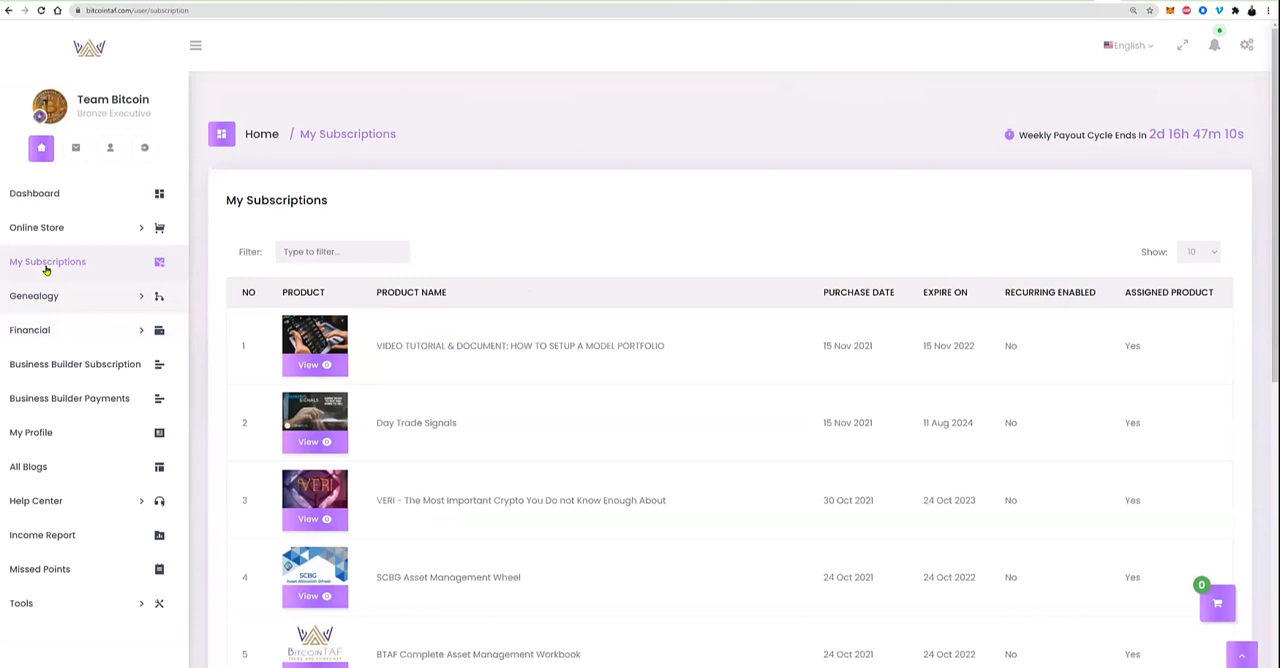 bitcointaf.com/user/subscription
English
Team Bitcoin
Bronze Executive
Home / My Subscriptions
Weekly Payout Cycle Ends In 2d 16h 47m 10s
Dashboard
Online Store
My Subscriptions
Genealogy
Financial
Business Builder Subscription
Business Builder Payments
My Profile
All Blogs
Help Center
Income Report
Missed Points
Tools
My Subscriptions
Filter: Type to filter... Show: 10
NO PRODUCT PRODUCT NAME PURCHASE DATE EXPIRE ON RECURRING ENABLED ASSIGNED PRODUCT
1 VIDEO TUTORIAL & DOCUMENT: HOW TO SETUP A MODEL PORTFOLIO 15 Nov 2021 15 Nov 2022 No Yes
View
SIGNALS
2 Day Trade Signals 15 Nov 2021 11 Aug 2024 No Yes
View
VERI
3 VERI - The Most Important Crypto You Do not Know Enough About 30 Oct 2021 24 Oct 2023 No Yes
View
SCBG
Asset Allocation Wheel
4 SCBG Asset Management Wheel 24 Oct 2021 24 Oct 2022 No Yes
View
0
BITCOINTAF
5 BTAF Complete Asset Management Workbook 24 Oct 2021 24 Oct 2022 No Yes